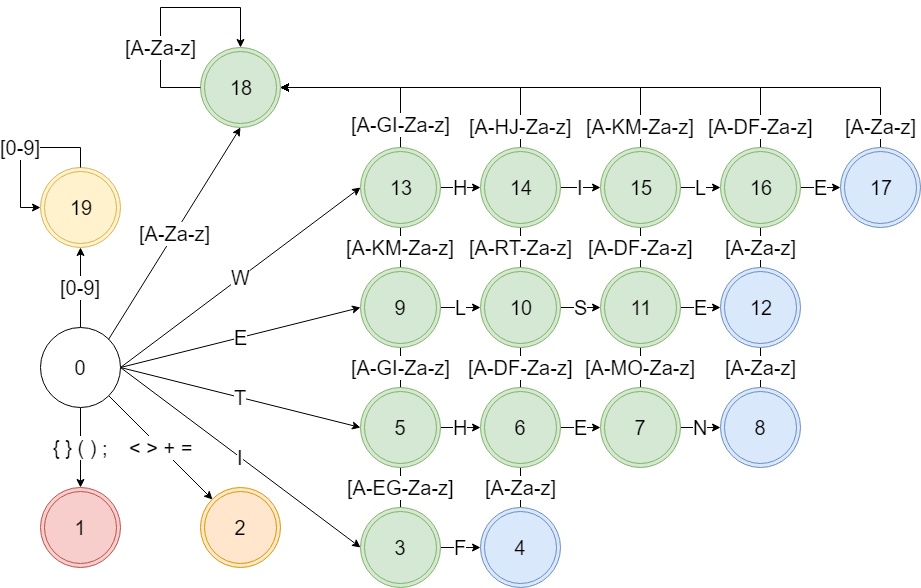 [A-Za-z]
18
[A-GI-Za-z] [A-HJ-Za-z] [A-KM-Za-z] [A-DF-Za-z] [A-Za-z]
[0-9]
19
13 H 14 I 15 L 16 E 17
[A-Za-z]
[A-KM-Za-z] [A-RT-Za-z] [A-DF-Za-z] [A-Za-z]
W
[0-9]
9 L 10 S 11 E 12
E
0
[A-GI-Za-z] [A-DF-Za-z] [A-MO-Za-z] [A-Za-z]
T
5 H 6 E 7 N 8
{ } ( ) ; < > + = I
[A-EG-Za-z] [A-Za-z]
1 2
3 F 4